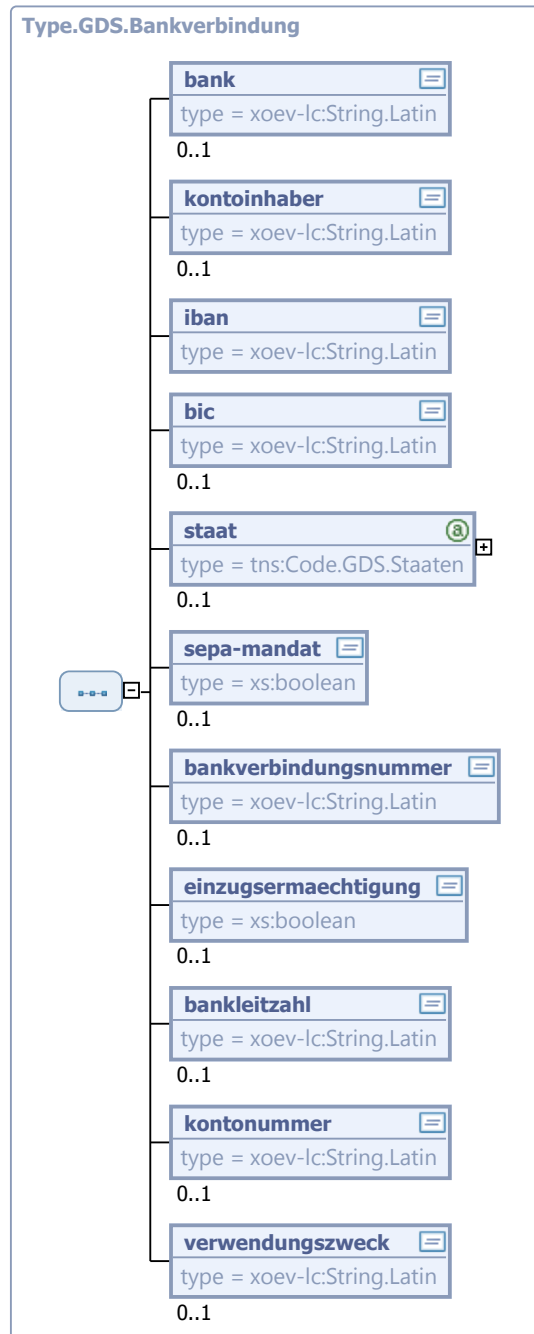 Type.GDS.Bankverbindung
bank
type = xoev-lc:String.Latin
0..1
kontoinhaber
type = xoev-lc:String.Latin
0..1
iban
type = xoev-lc:String.Latin
bic
type = xoev-lc:String.Latin
0..1
staat
type = tns:Code.GDS.Staaten
0..1
sepa-mandat
type = xs:boolean
0..1
bankverbindungsnummer
type = xoev-lc:String.Latin
0..1
einzugsermaechtigung
type = xs:boolean
0..1
bankleitzahl
type = xoev-lc:String.Latin
0..1
kontonummer
type = xoev-lc:String.Latin
0..1
verwendungszweck
type = xoev-lc:String.Latin
0..1